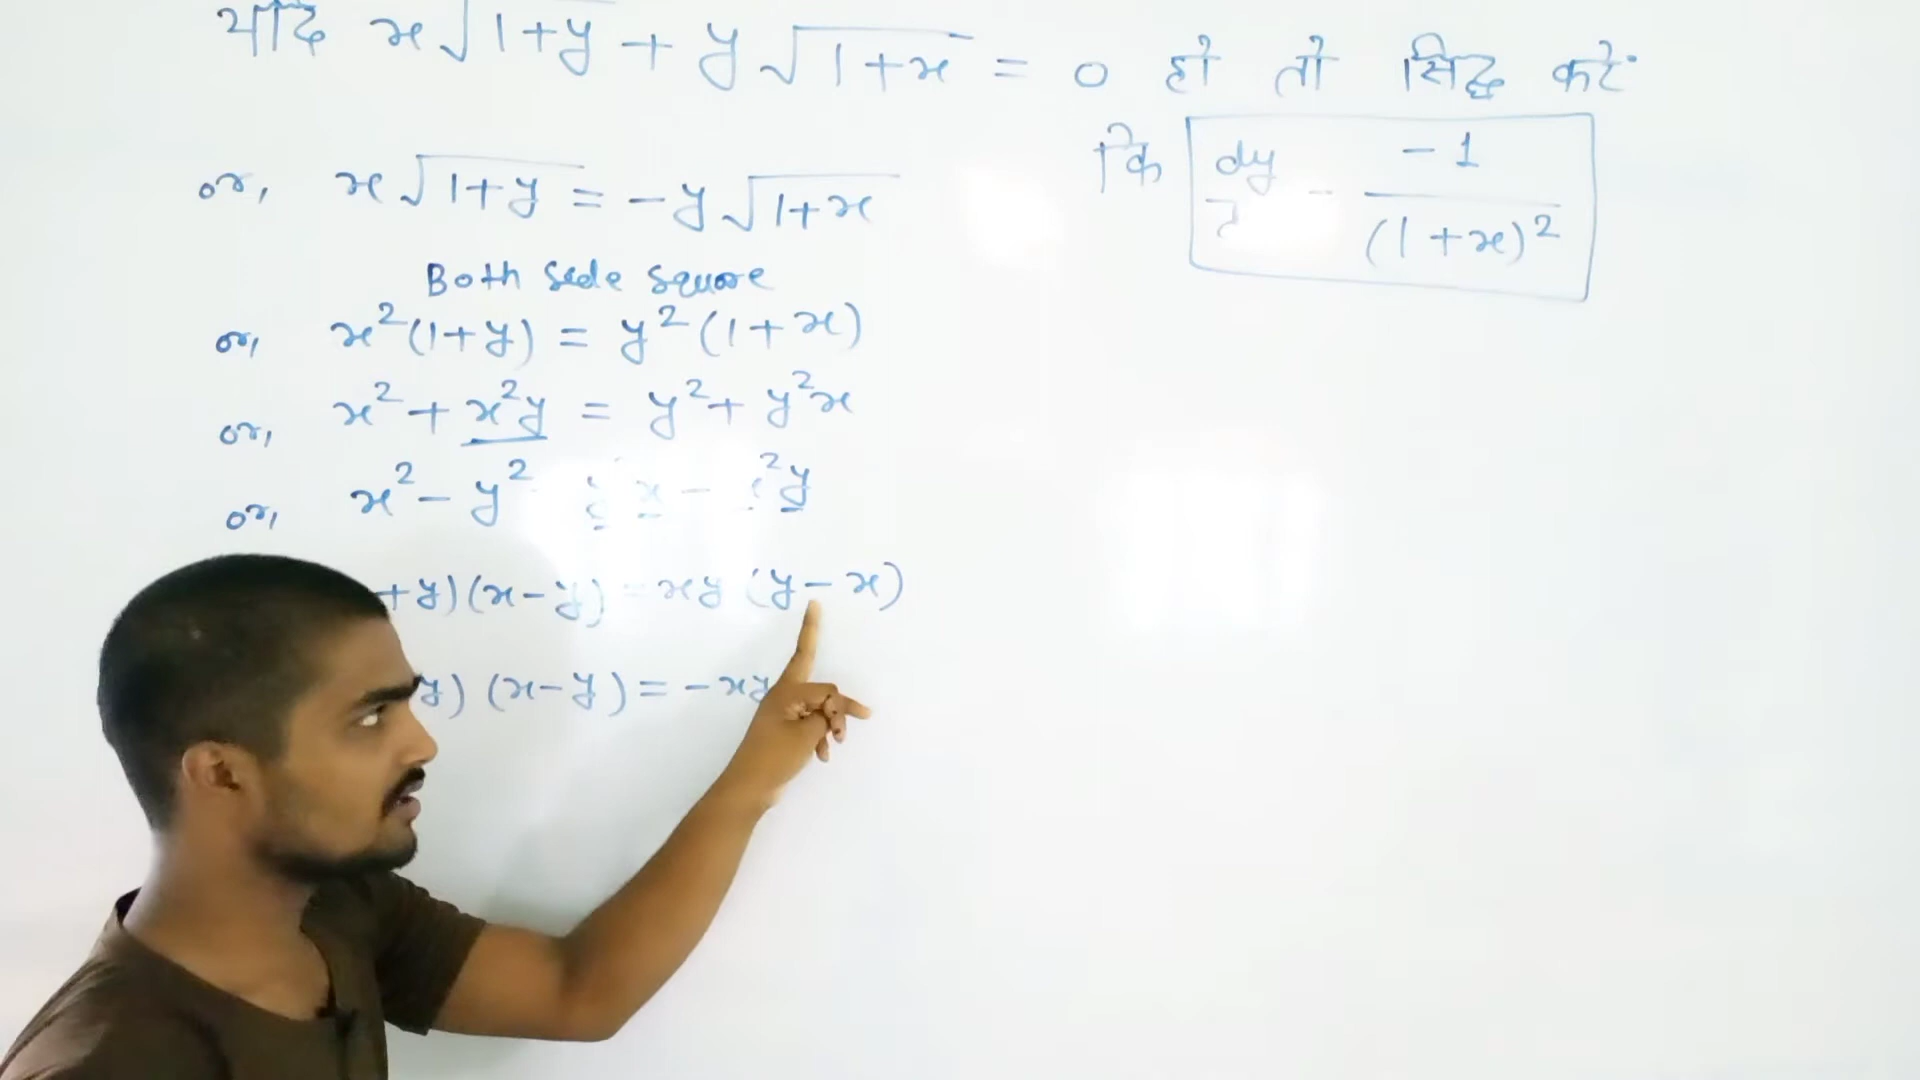 यदि x√1+y + y√1+x = 0 हो तो सिद्ध करें
कि dy - -1/(1+x)²
or, x√1+y = -y√1+x
Both side square
or, x²(1+y) = y²(1+x)
or, x² + x²y = y² + y²x
or, x² - y² x - ²y
+y)(x-y) = xy (y-x)
y) (x-y) = -xy